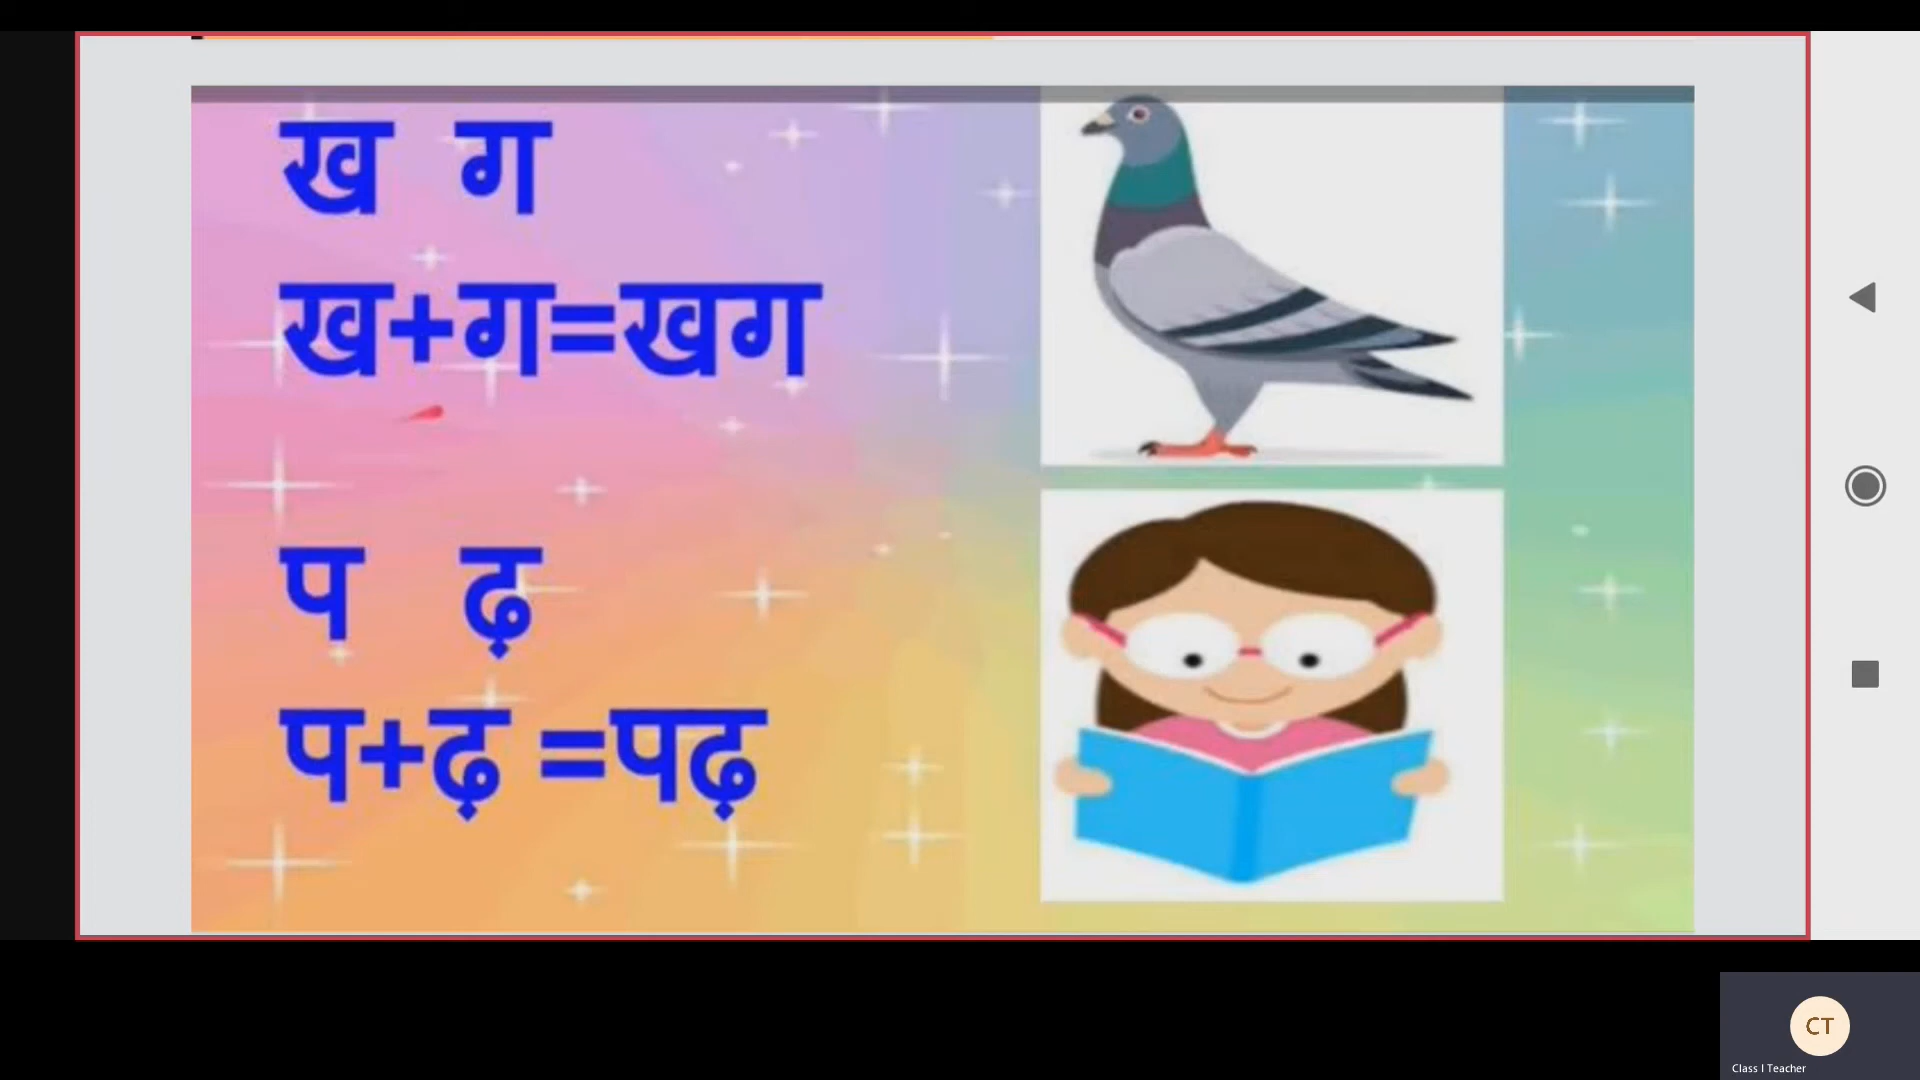 ख ग
ख+ग=खग
प ढ़
प+ढ़ =पढ़
CT
Class I Teacher